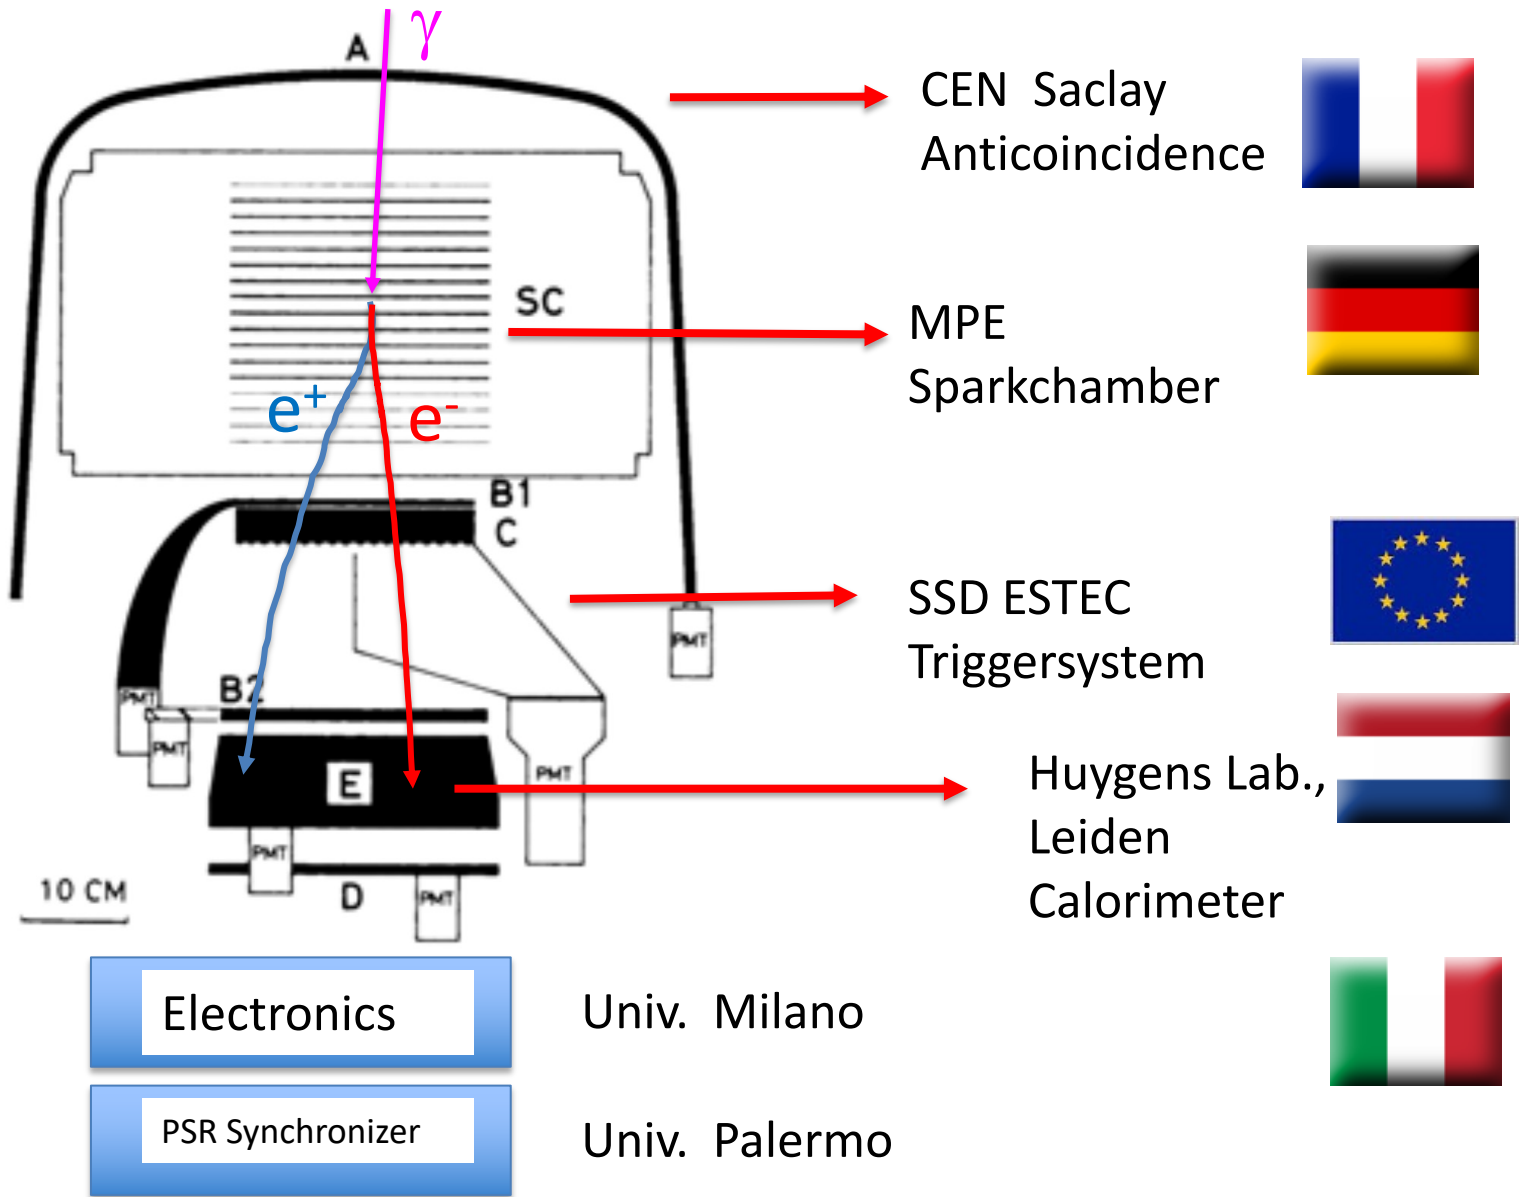 γ
A
CEN Saclay
Anticoincidence
SC
MPE
Sparkchamber
e+
e-
B1
C
SSD ESTEC
Triggersystem
PMT
B2
PMT
PMT
PMT
E
Huygens Lab.,
Leiden
Calorimeter
PMT
PMT
D
10 CM
Electronics
Univ. Milano
PSR Synchronizer
Univ. Palermo